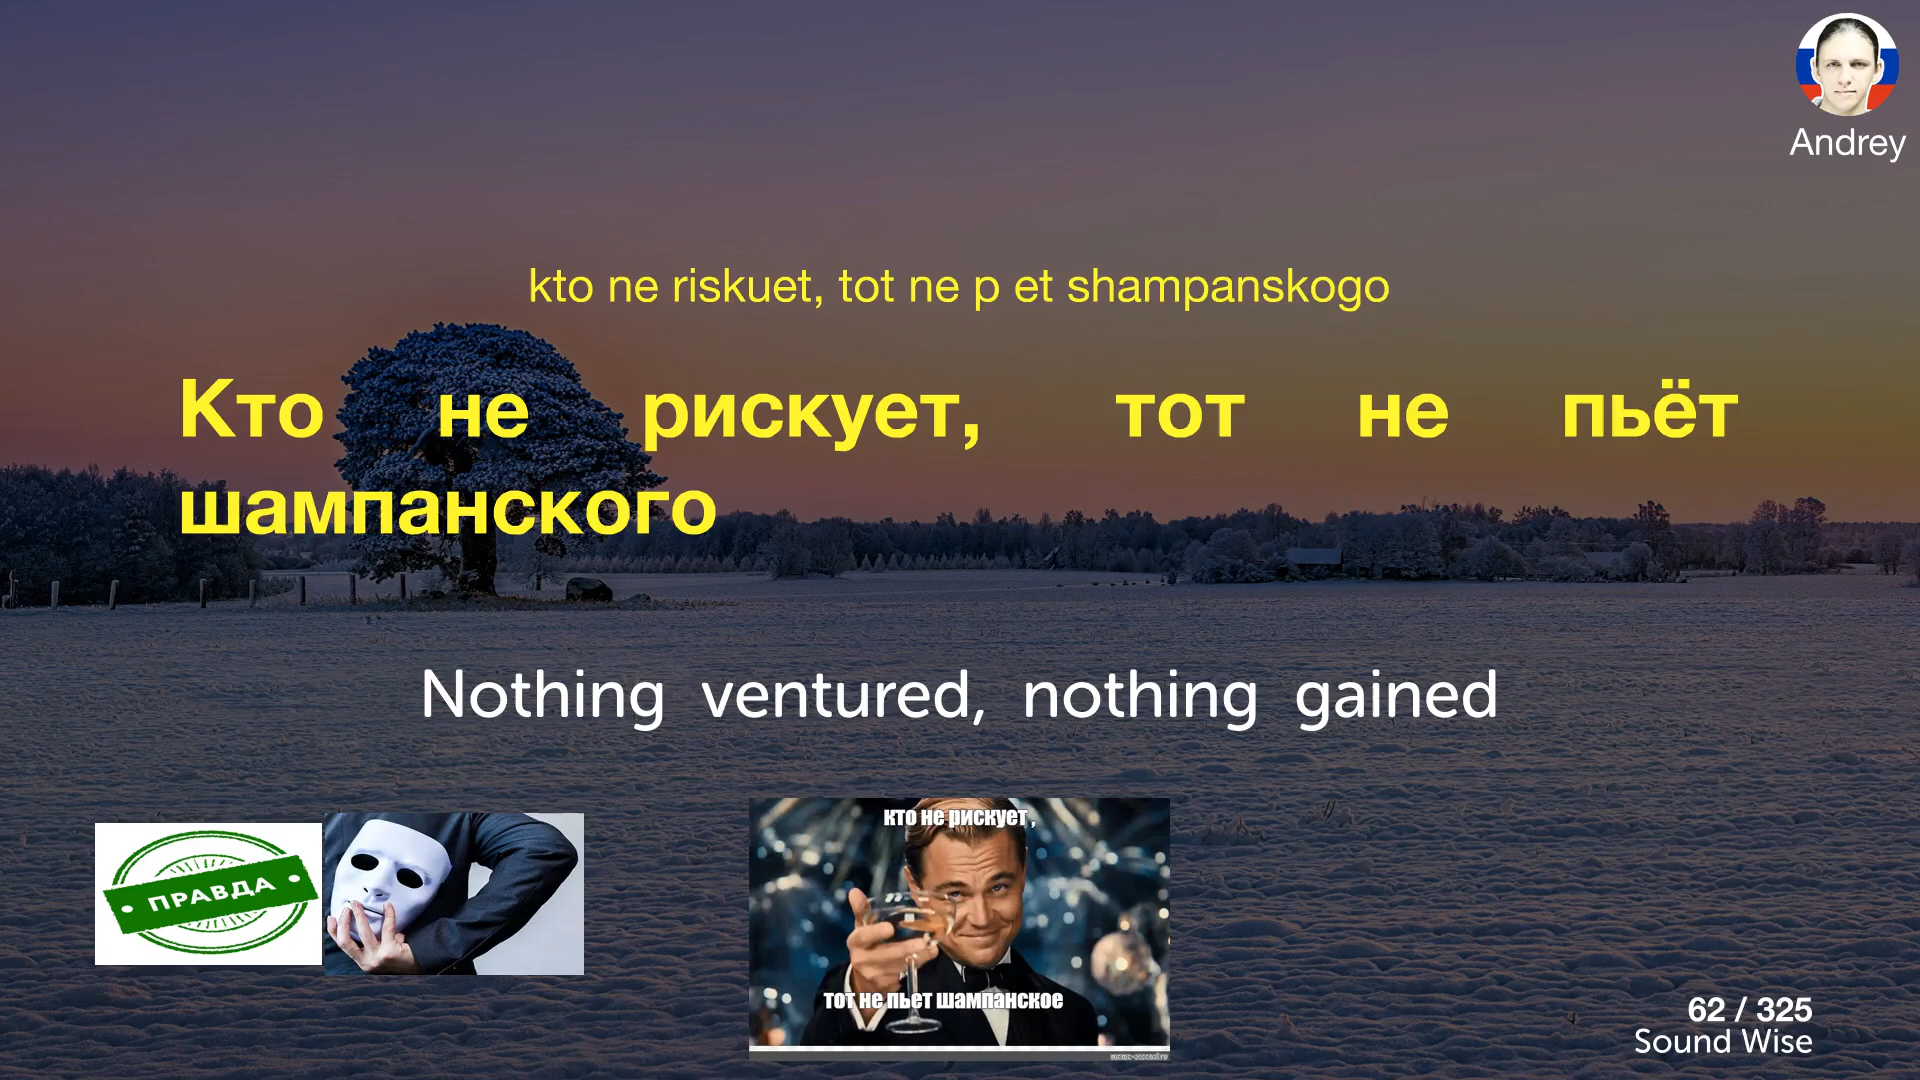 Andrey
kto ne riskuet, tot ne p et shampanskogo
Кто не рискует, тот не пьёт
шампанского
Nothing ventured, nothing gained
ПРАВДА
кто не рискует,
тот не пьет шампанское
62 / 325
Sound Wise